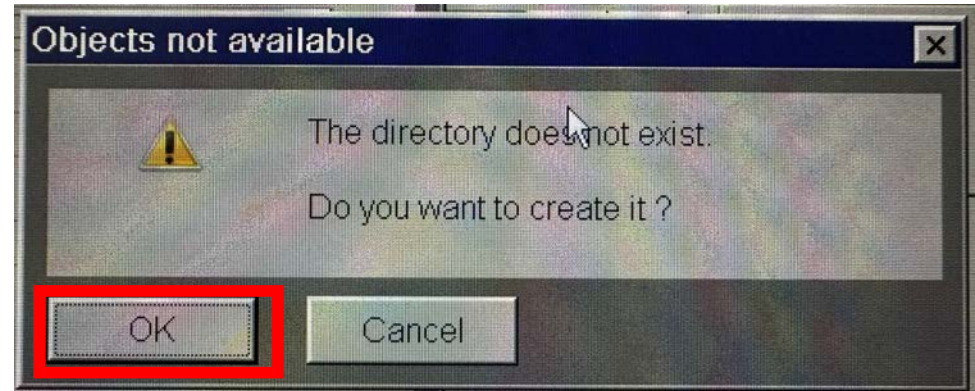 Objects not available
The directory does not exist.
Do you want to create it ?
OK
Cancel